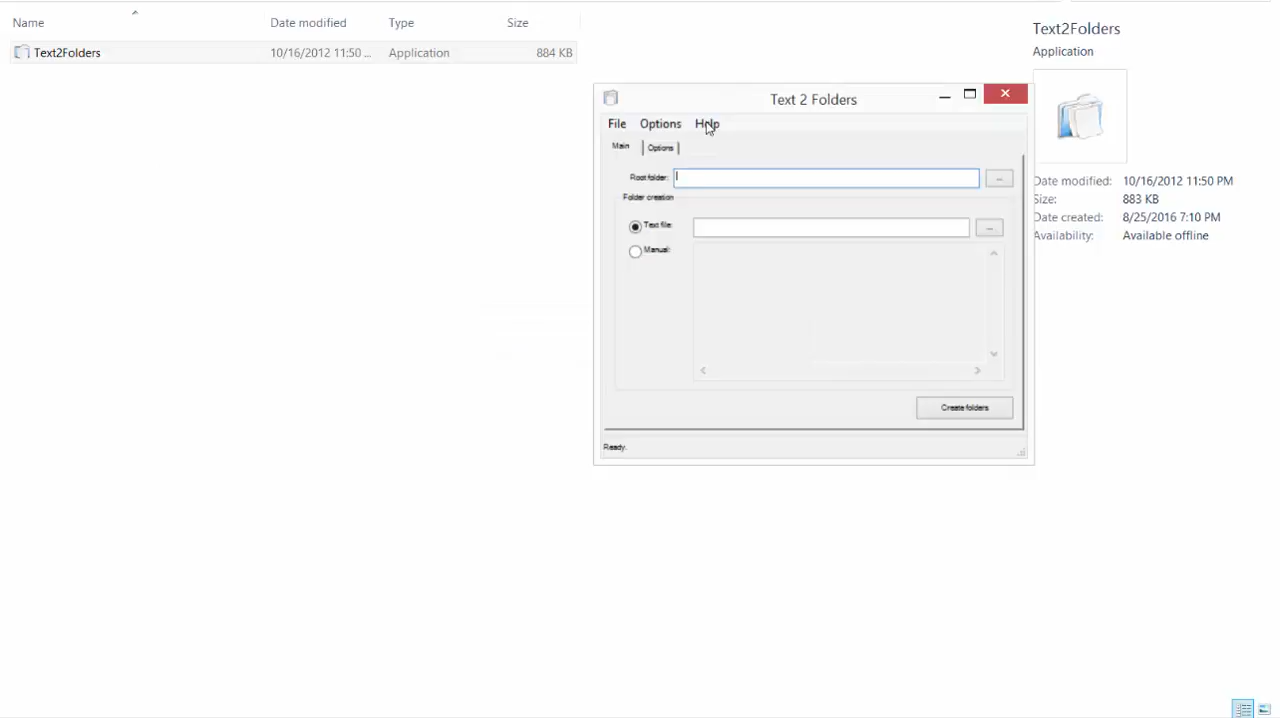 Name Date modified Type Size
Text2Folders 10/16/2012 11:50 ... Application 884 KB
Text2Folders
Application
Date modified: 10/16/2012 11:50 PM
Size: 883 KB
Date created: 8/25/2016 7:10 PM
Availability: Available offline
Text 2 Folders
File Options Help
Main Options
Root folder: ...
Folder creation
Text file: ...
Manual:
Create folders
Ready.